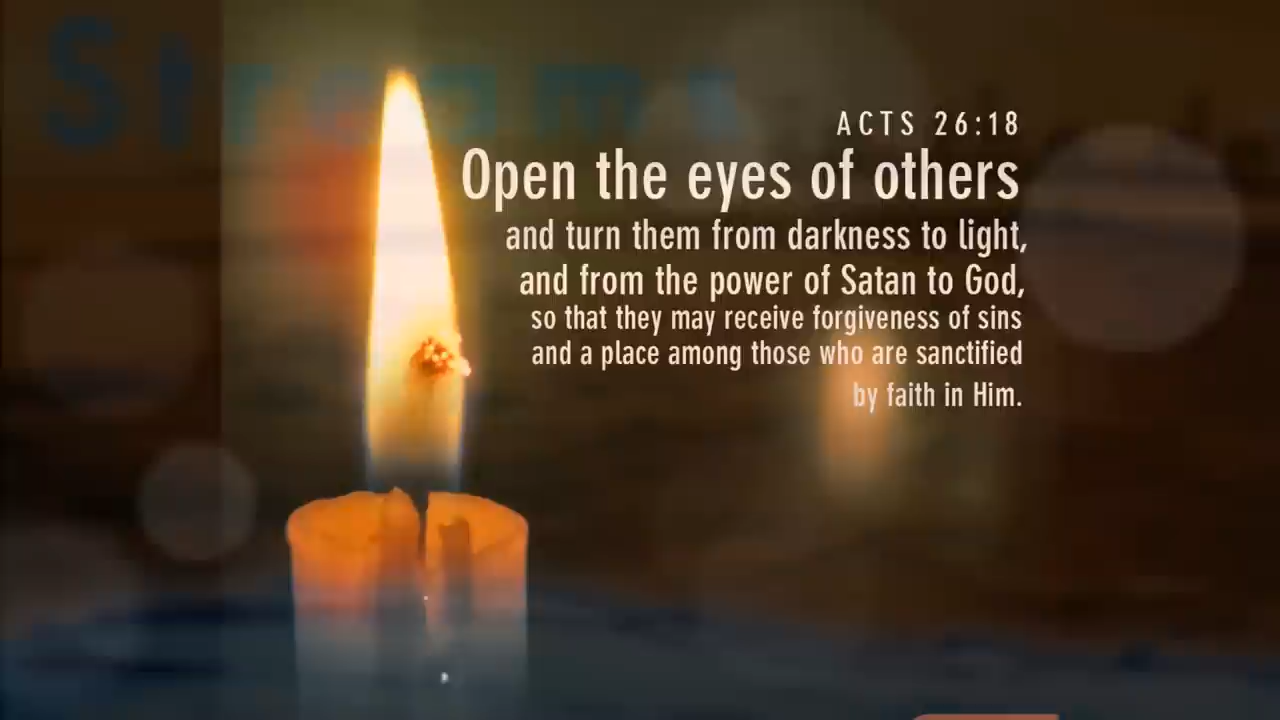 Streams
ACTS 26:18
Open the eyes of others
and turn them from darkness to light,
and from the power of Satan to God,
so that they may receive forgiveness of sins
and a place among those who are sanctified
by faith in Him.